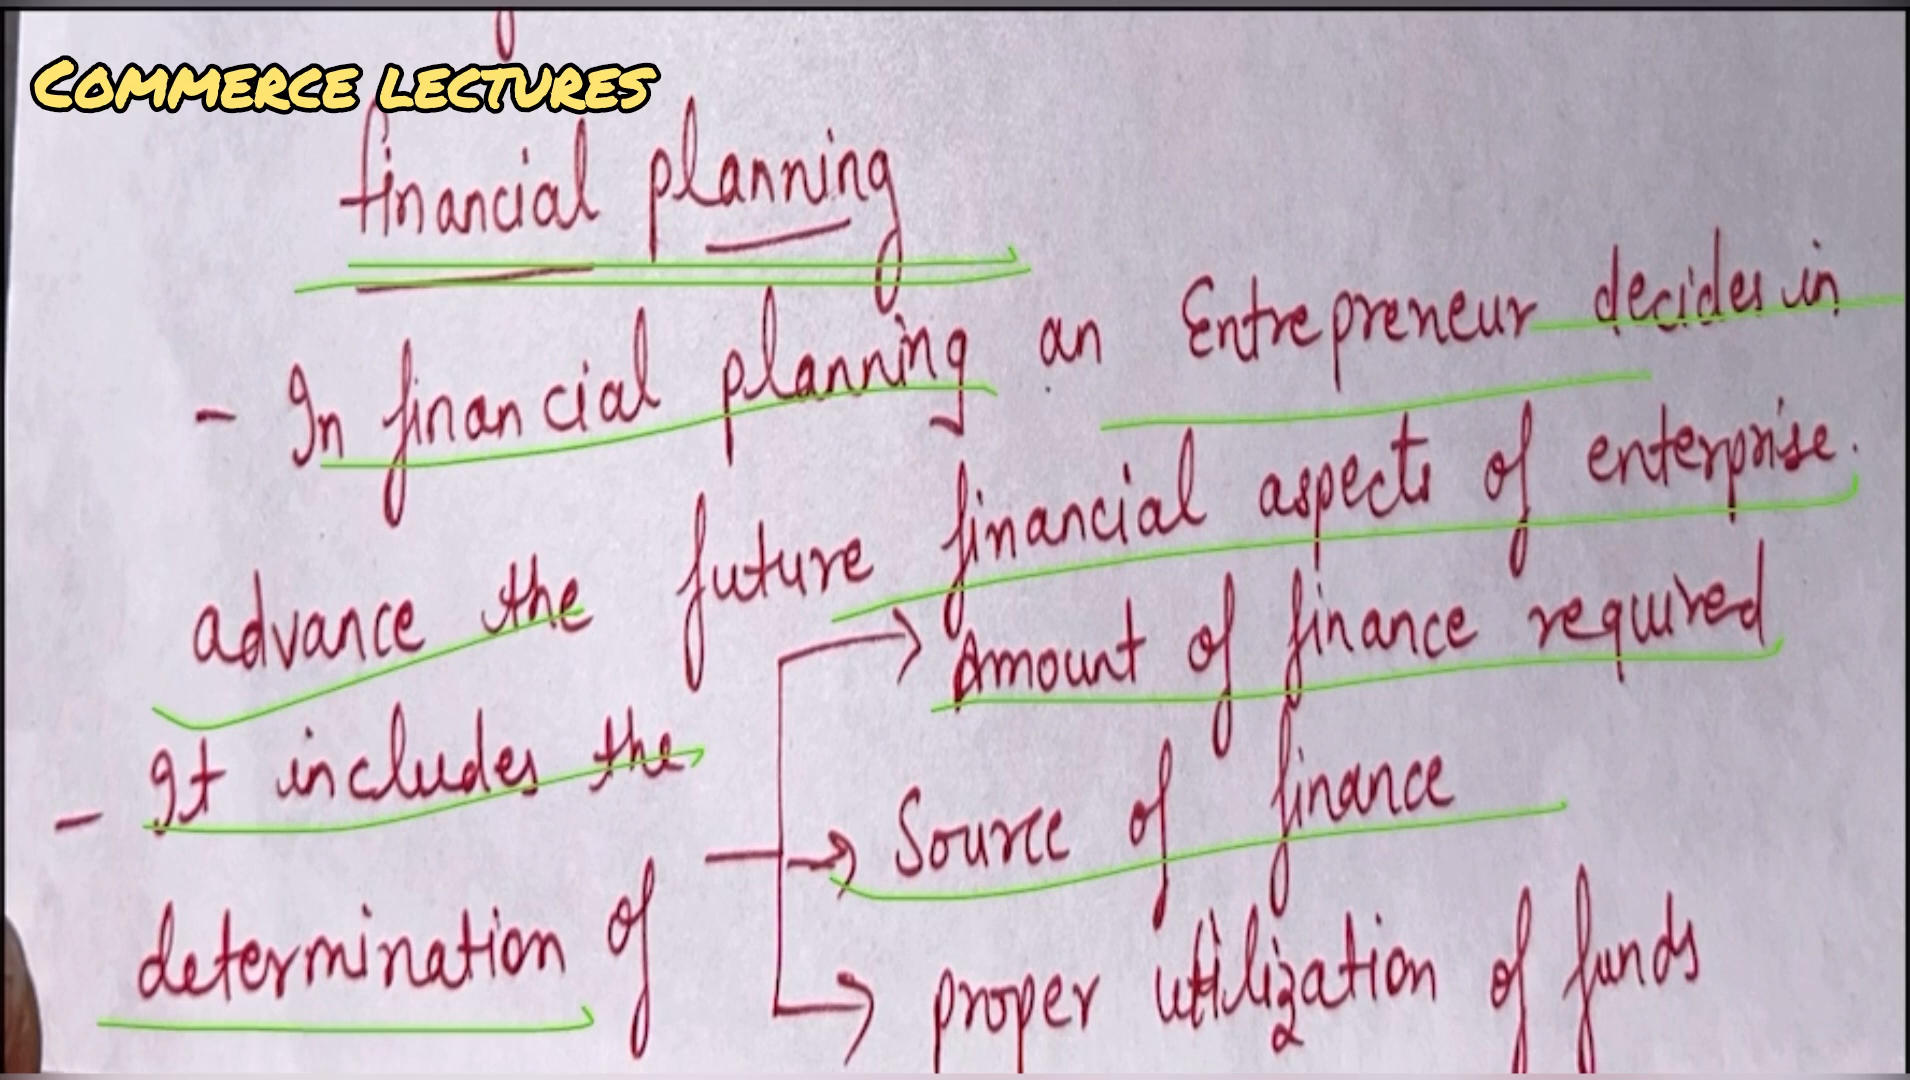 COMMERCE LECTURES
financial planning
- In financial planning an Entrepreneur decides in
advance the future financial aspects of enterprise.
- It includes the
determination of
→ Amount of finance required
→ Source of finance
→ proper utilization of funds